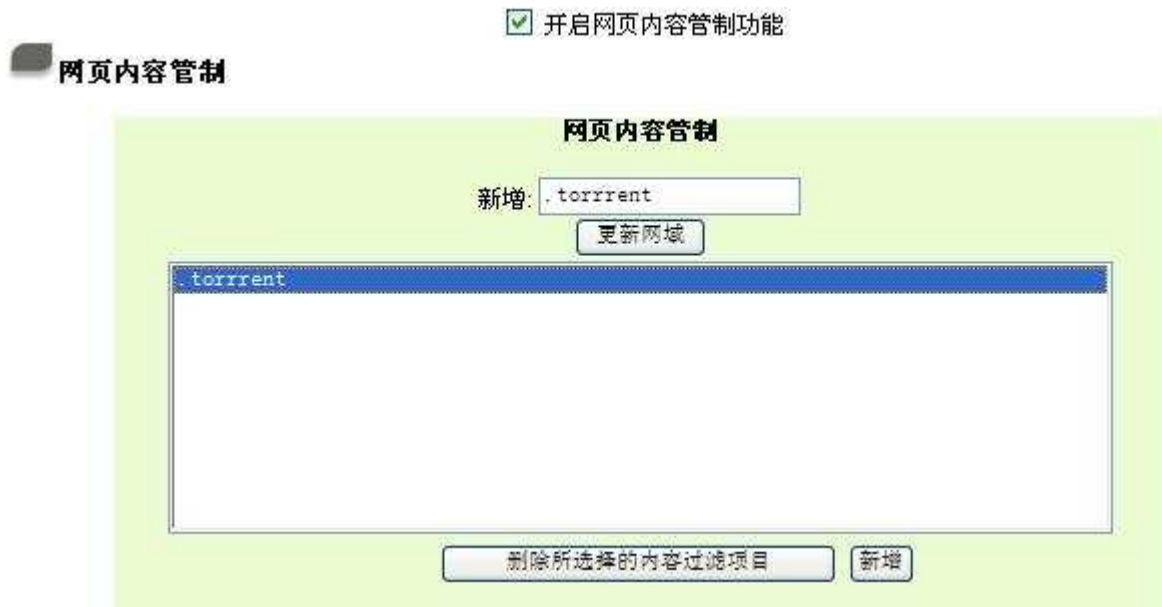 开启网页内容管制功能
网页内容管制
网页内容管制
新增: .torrrent
更新网域
.torrrent
删除所选择的内容过滤项目 新增